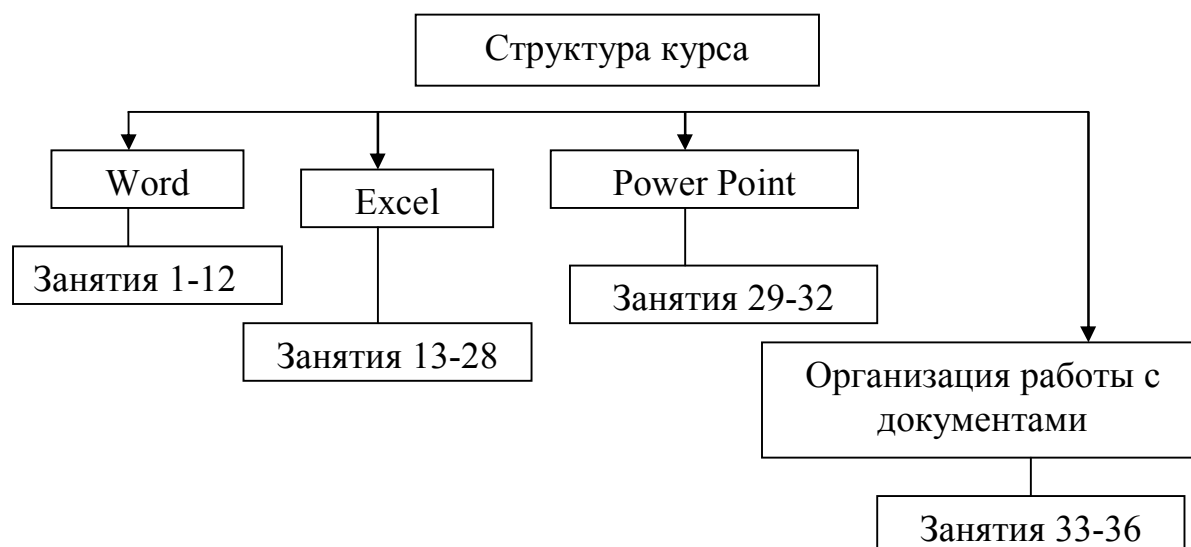 Структура курса
Word
Занятия 1-12
Excel
Занятия 13-28
Power Point
Занятия 29-32
Организация работы с
документами
Занятия 33-36